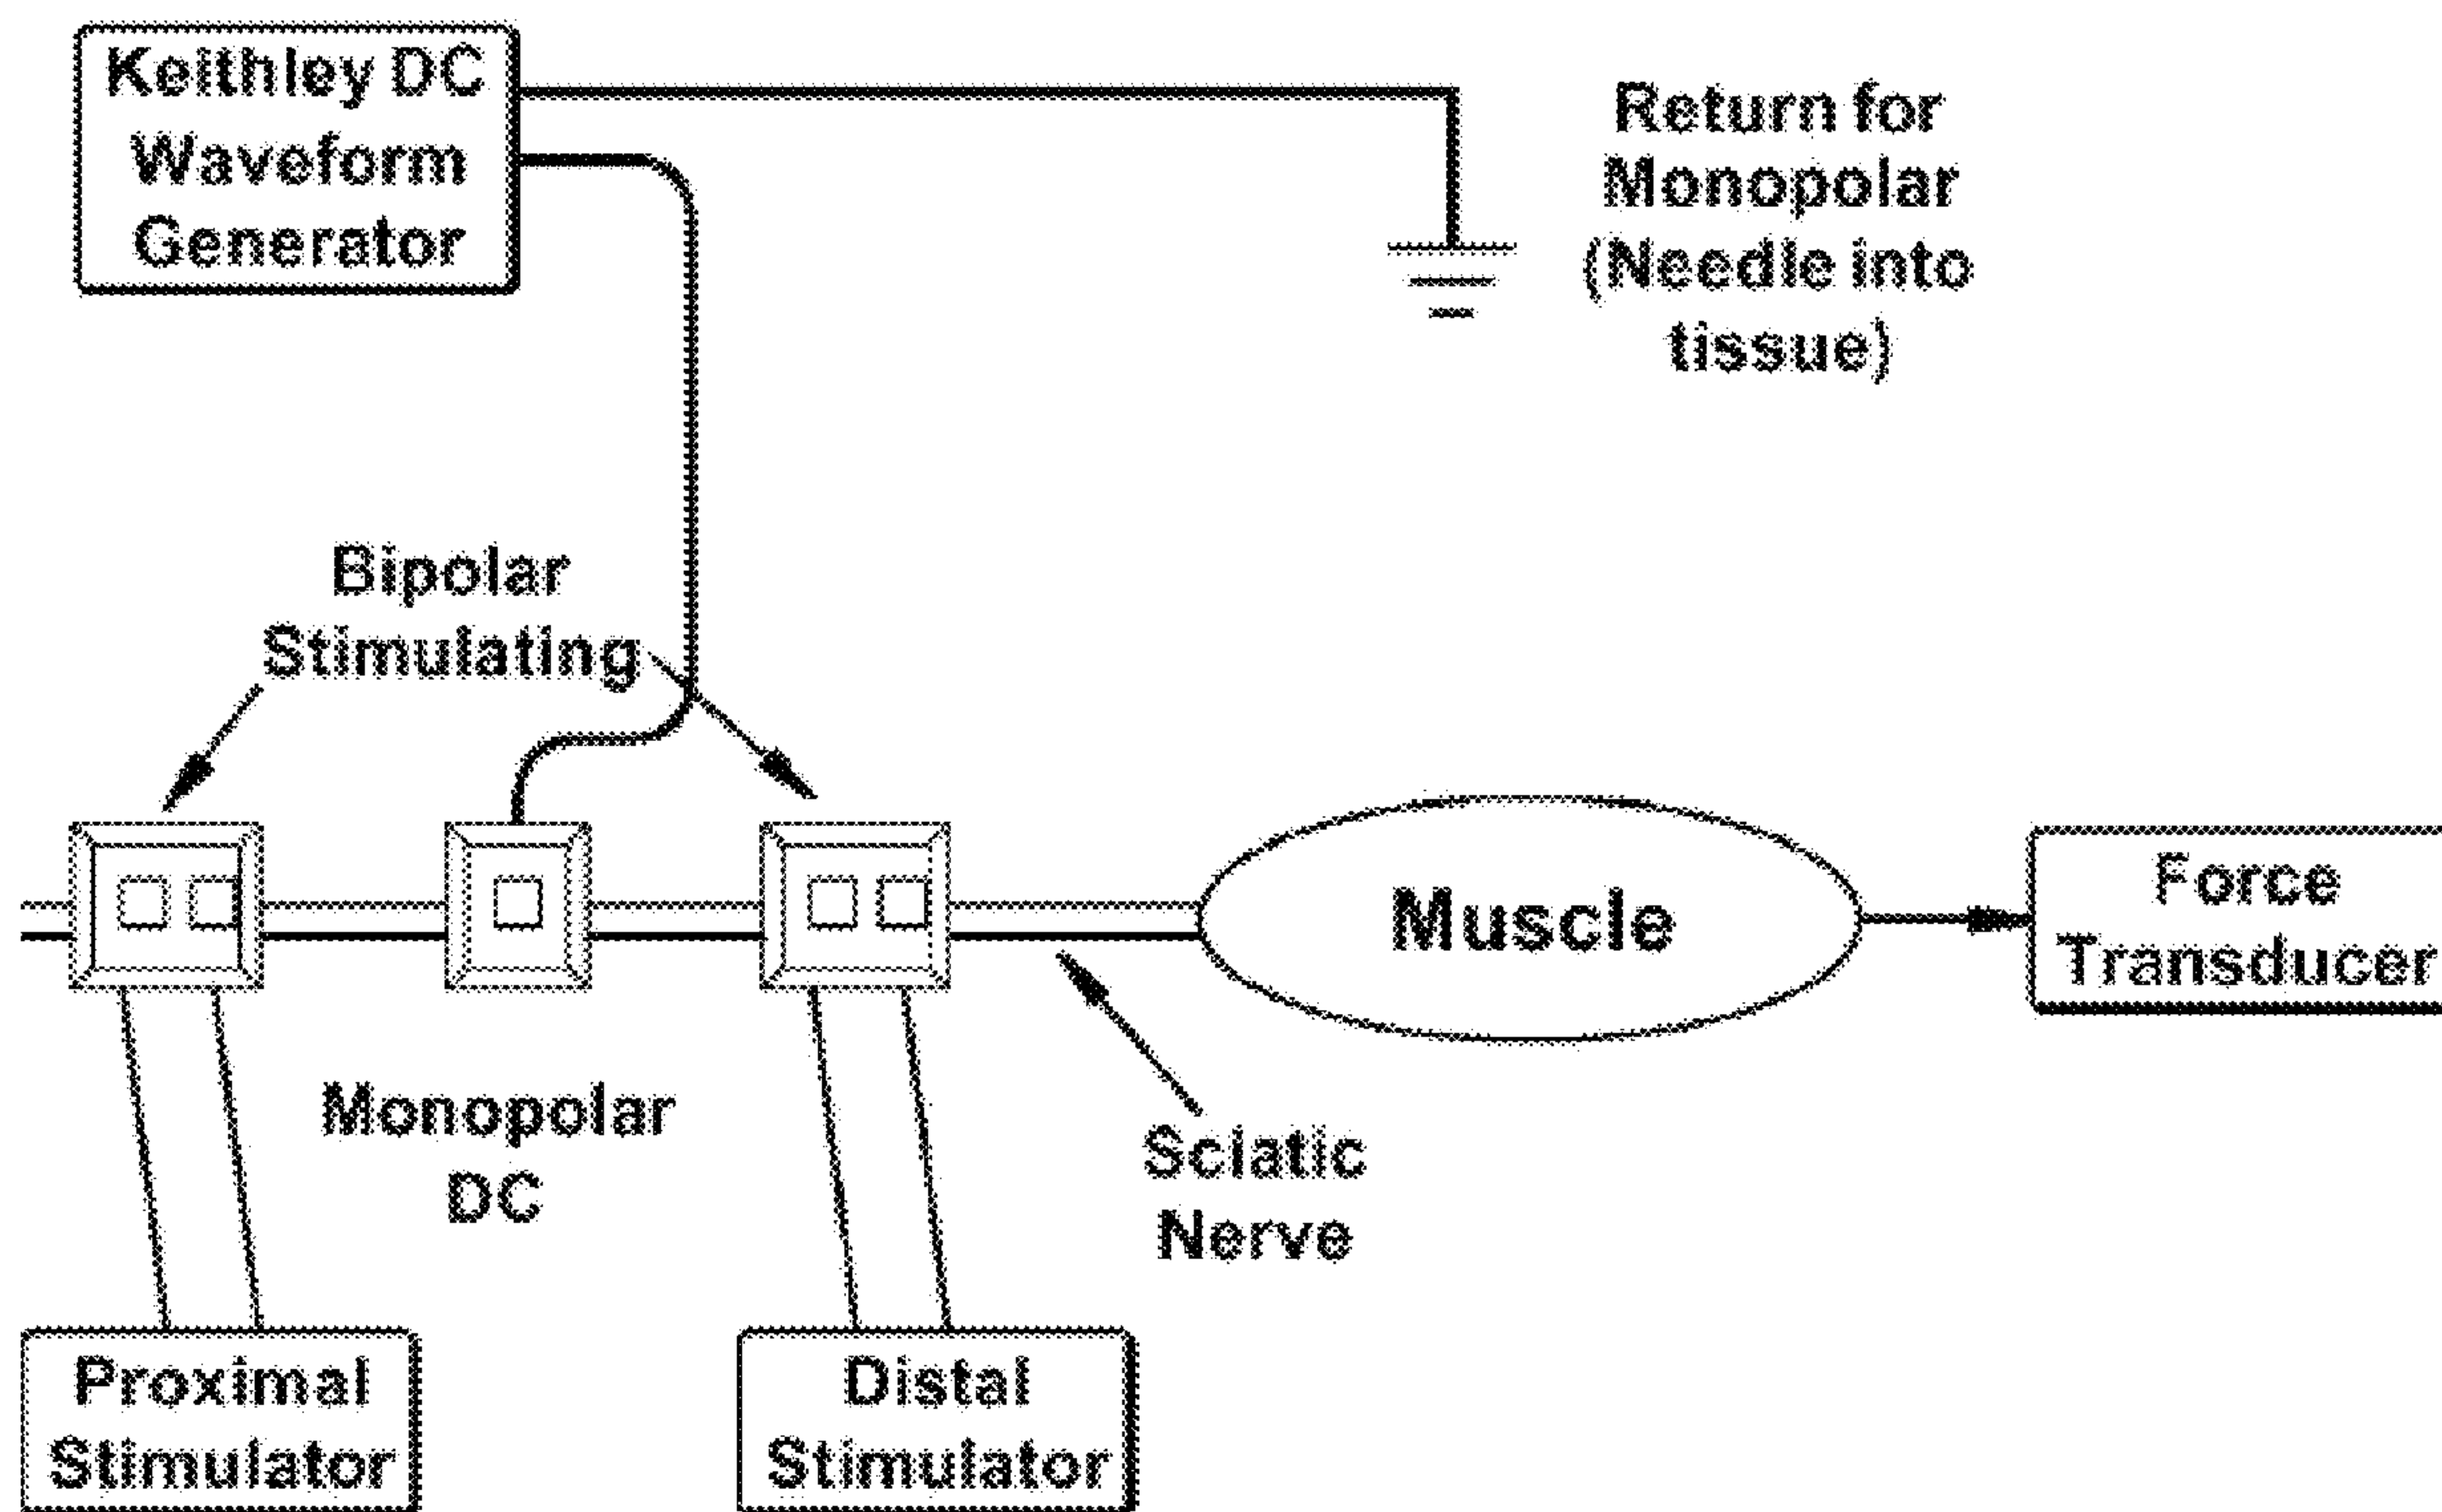 Keithley DC
Waveform
Generator
Return for
Monopolar
(Needle into
tissue)
Bipolar
Stimulating
Muscle
Force
Transducer
Monopolar
DC
Sciatic
Nerve
Proximal
Stimulator
Distal
Stimulator